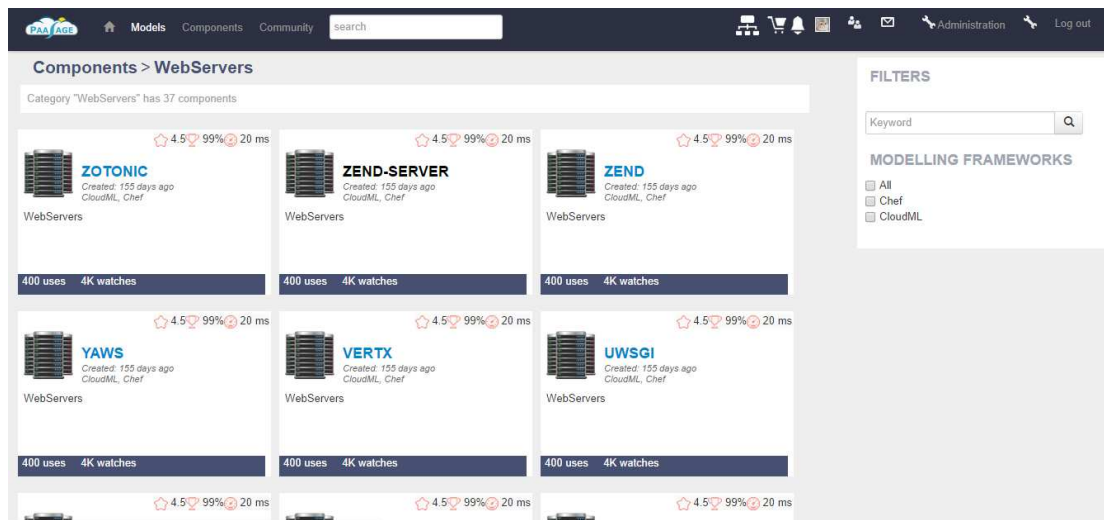 PAASAGE Models Components Community search Administration Log out
Components > WebServers
Category "WebServers" has 37 components
4.5 99% 20 ms
ZOTONIC
Created: 155 days ago
CloudML, Chef
WebServers
400 uses 4K watches
4.5 99% 20 ms
ZEND-SERVER
Created: 155 days ago
CloudML, Chef
WebServers
400 uses 4K watches
4.5 99% 20 ms
ZEND
Created: 155 days ago
CloudML, Chef
WebServers
400 uses 4K watches
4.5 99% 20 ms
YAWS
Created: 155 days ago
CloudML, Chef
WebServers
400 uses 4K watches
4.5 99% 20 ms
VERTX
Created: 155 days ago
CloudML, Chef
WebServers
400 uses 4K watches
4.5 99% 20 ms
UWSGI
Created: 155 days ago
CloudML, Chef
WebServers
400 uses 4K watches
4.5 99% 20 ms
4.5 99% 20 ms
4.5 99% 20 ms
FILTERS
Keyword
MODELLING FRAMEWORKS
All
Chef
CloudML